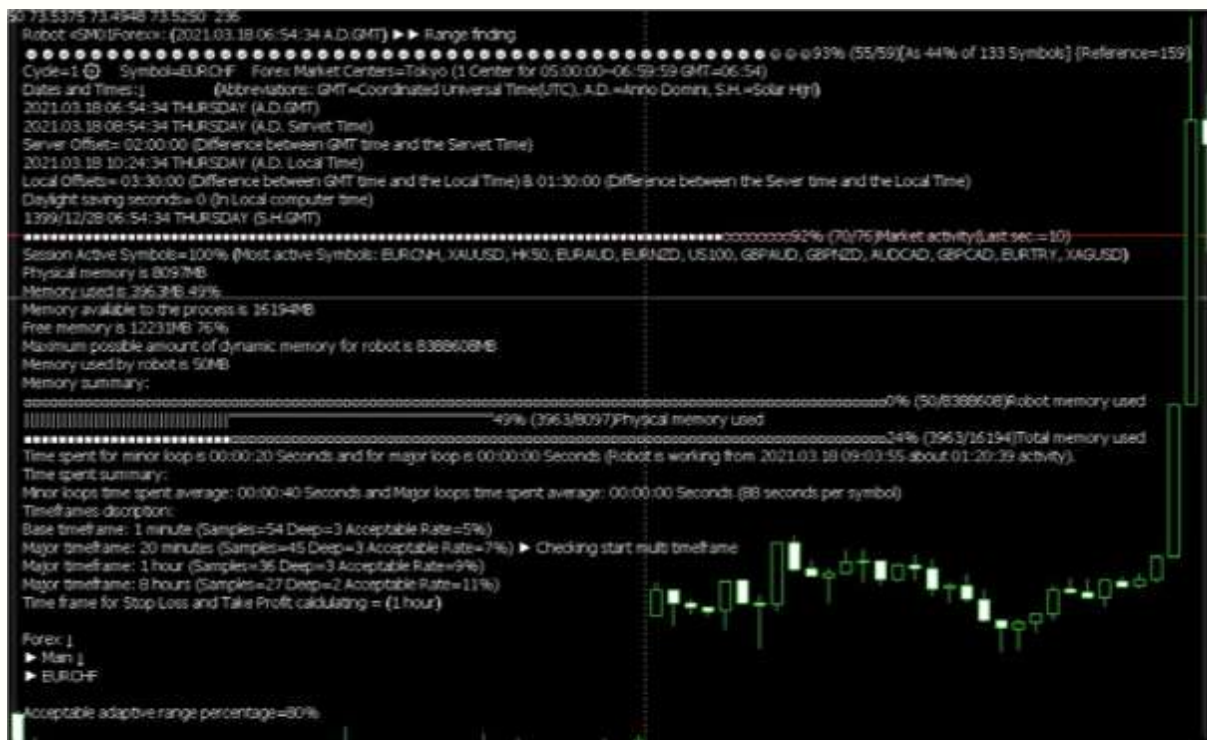 50 73.5375 73.4948 73.5250 236
Robot <SM01Forex>: (2021.03.18 06:54:34 A.D.GMT) ►► Range finding
93% (55/59)[As 44% of 133 Symbols] {Reference=159}
Cycle=1 Symbol=EURCHF Forex Market Centers=Tokyo (1 Center for 05:00:00~06:59:59 GMT=06:54)
Dates and Times:↓ (Abbreviations: GMT=Coordinated Universal Time(UTC), A.D.=Anno Domini, S.H.=Solar Hijri)
2021.03.18 06:54:34 THURSDAY (A.D.GMT)
2021.03.18 08:54:34 THURSDAY (A.D. Servet Time)
Server Offset= 02:00:00 (Difference between GMT time and the Servet Time)
2021.03.18 10:24:34 THURSDAY (A.D. Local Time)
Local Offsets= 03:30:00 (Difference between GMT time and the Local Time) & 01:30:00 (Difference between the Sever time and the Local Time)
Daylight saving seconds= 0 (In Local computer time)
1399/12/28 06:54:34 THURSDAY (S.H.GMT)
92% (70/76)Market activity(Last sec.=10)
Session Active Symbols=100% (Most active Symbols: EURCNH, XAUUSD, HK50, EURAUD, EURNZD, US100, GBPAUD, GBPNZD, AUDCAD, GBPCAD, EURTRY, XAGUSD)
Physical memory is 8097MB
Memory used is 3963MB 49%
Memory available to the process is 16194MB
Free memory is 12231MB 76%
Maximum possible amount of dynamic memory for robot is 8388608MB
Memory used by robot is 50MB
Memory summary:
0% (50/8388608)Robot memory used
49% (3963/8097)Physical memory used
24% (3963/16194)Total memory used
Time spent for minor loop is 00:00:20 Seconds and for major loop is 00:00:00 Seconds (Robot is working from 2021.03.18 09:03:55 about 01:20:39 activity).
Time spent summary:
Minor loops time spent average: 00:00:40 Seconds and Major loops time spent average: 00:00:00 Seconds (88 seconds per symbol)
Timeframes discription:
Base timeframe: 1 minute (Samples=54 Deep=3 Acceptable Rate=5%)
Major timeframe: 20 minutes (Samples=45 Deep=3 Acceptable Rate=7%) ► Checking start multi timeframe
Major timeframe: 1 hour (Samples=36 Deep=3 Acceptable Rate=9%)
Major timeframe: 8 hours (Samples=27 Deep=2 Acceptable Rate=11%)
Time frame for Stop Loss and Take Profit caldulating = (1 hour)
Forex ↓
► Main ↓
► EURCHF
Acceptable adaptive range percentage=80%